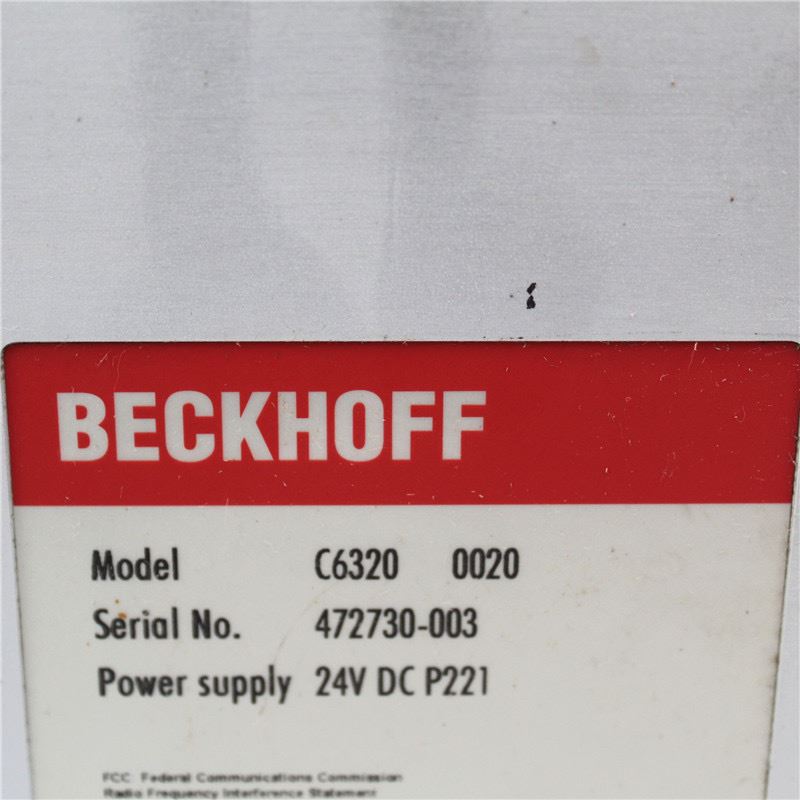 BECKHOFF
Model C6320 0020
Serial No. 472730-003
Power supply 24V DC P221
FCC: Federal Communications Commission
Radio Frequency Interference Statement